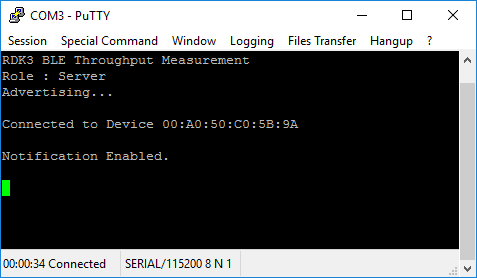 COM3 - PuTTY
Session Special Command Window Logging Files Transfer Hangup ?
RDK3 BLE Throughput Measurement
Role : Server
Advertising...
Connected to Device 00:A0:50:C0:5B:9A
Notification Enabled.
00:00:34 Connected SERIAL/115200 8 N 1